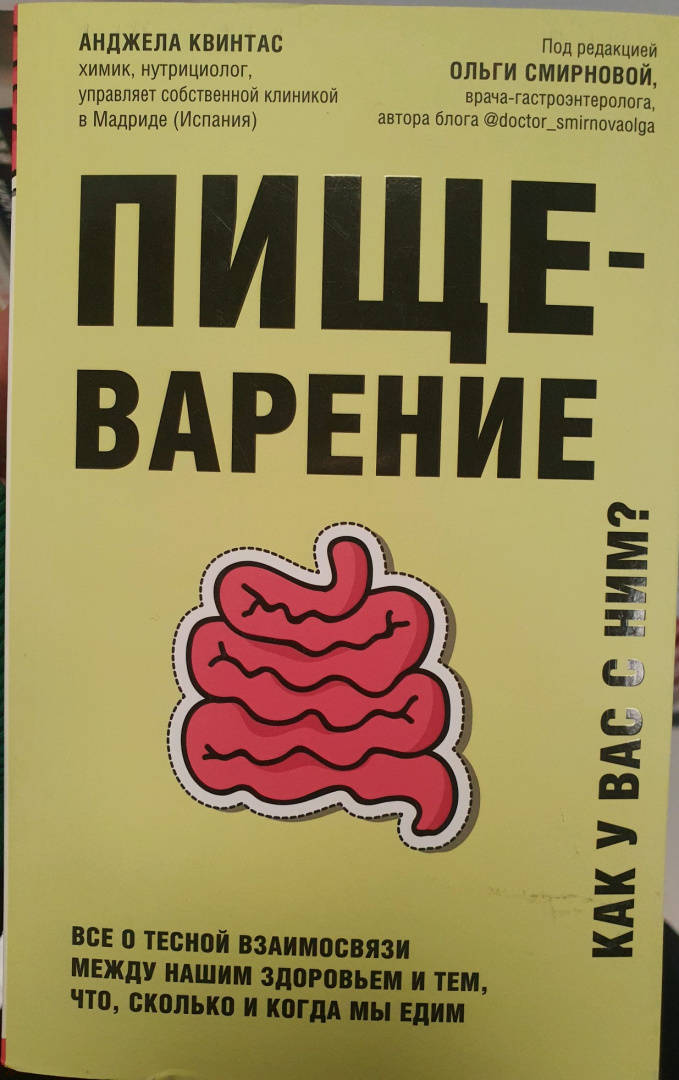 АНДЖЕЛА КВИНТАС
химик, нутрициолог,
управляет собственной клиникой
в Мадриде (Испания)
Под редакцией
ОЛЬГИ СМИРНОВОЙ,
врача-гастроэнтеролога,
автора блога @doctor_smirnovaolga
ПИЩЕ-
ВАРЕНИЕ
КАК У ВАС С НИМ?
ВСЕ О ТЕСНОЙ ВЗАИМОСВЯЗИ
МЕЖДУ НАШИМ ЗДОРОВЬЕМ И ТЕМ,
ЧТО, СКОЛЬКО И КОГДА МЫ ЕДИМ